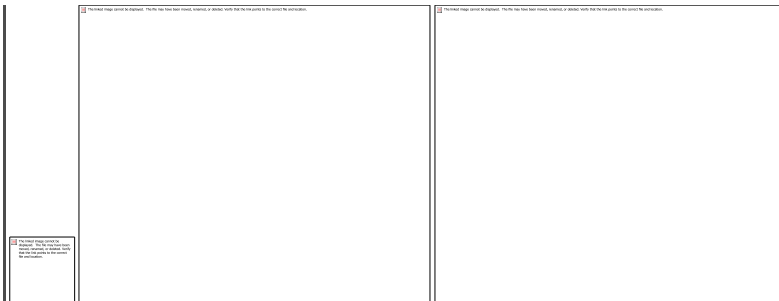 The linked image cannot be displayed.  The file may have been moved, renamed, or deleted. Verify that the link points to the correct file and location.
The linked image cannot be displayed.  The file may have been moved, renamed, or deleted. Verify that the link points to the correct file and location.
The linked image cannot be
displayed.  The file may have been
moved, renamed, or deleted. Verify
that the link points to the correct
file and location.